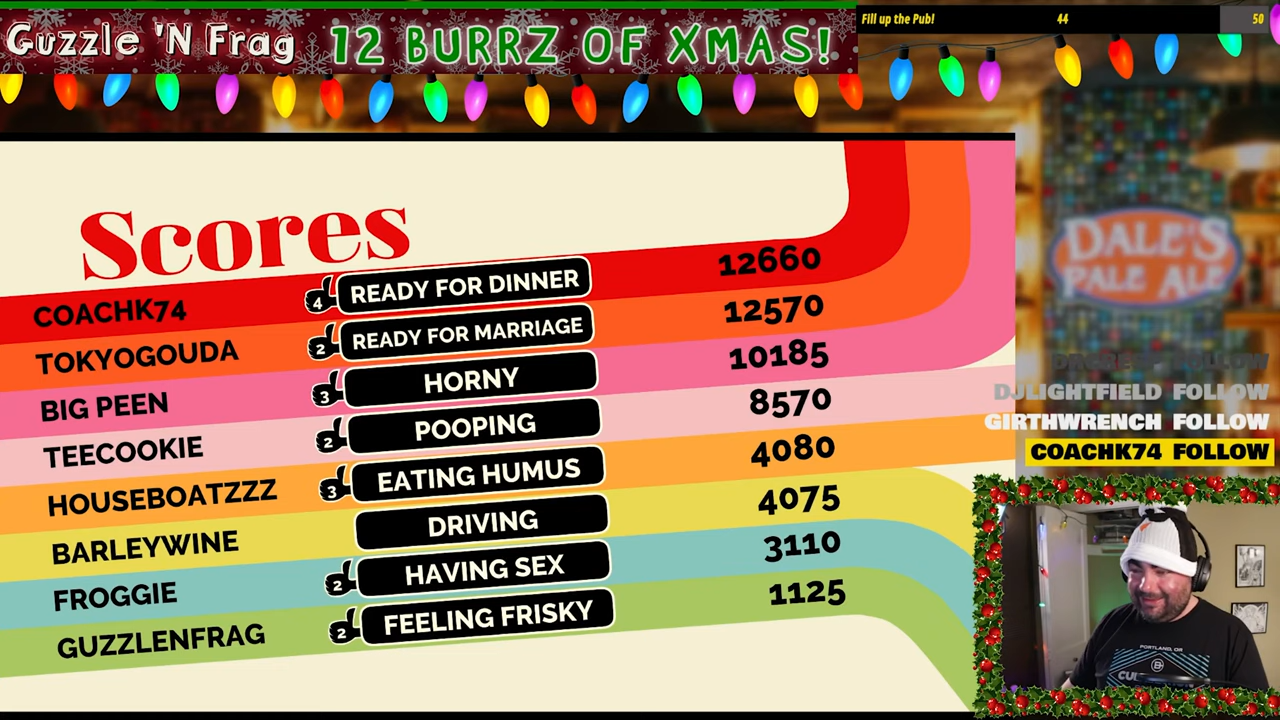 Guzzle 'N Frag 12 BURRZ OF XMAS!
Fill up the Pub! 44 50
Scores
COACHK74 4 READY FOR DINNER 12660
TOKYOGOUDA 2 READY FOR MARRIAGE 12570
BIG PEEN 3 HORNY 10185
TEECOOKIE 2 POOPING 8570
HOUSEBOATZZZ 3 EATING HUMUS 4080
BARLEYWINE DRIVING 4075
FROGGIE 2 HAVING SEX 3110
GUZZLENFRAG 2 FEELING FRISKY 1125
DALE'S
PALE ALE
FOLLOW
DJLIGHTFIELD FOLLOW
GIRTHWRENCH FOLLOW
COACHK74 FOLLOW
PORTLAND, OR